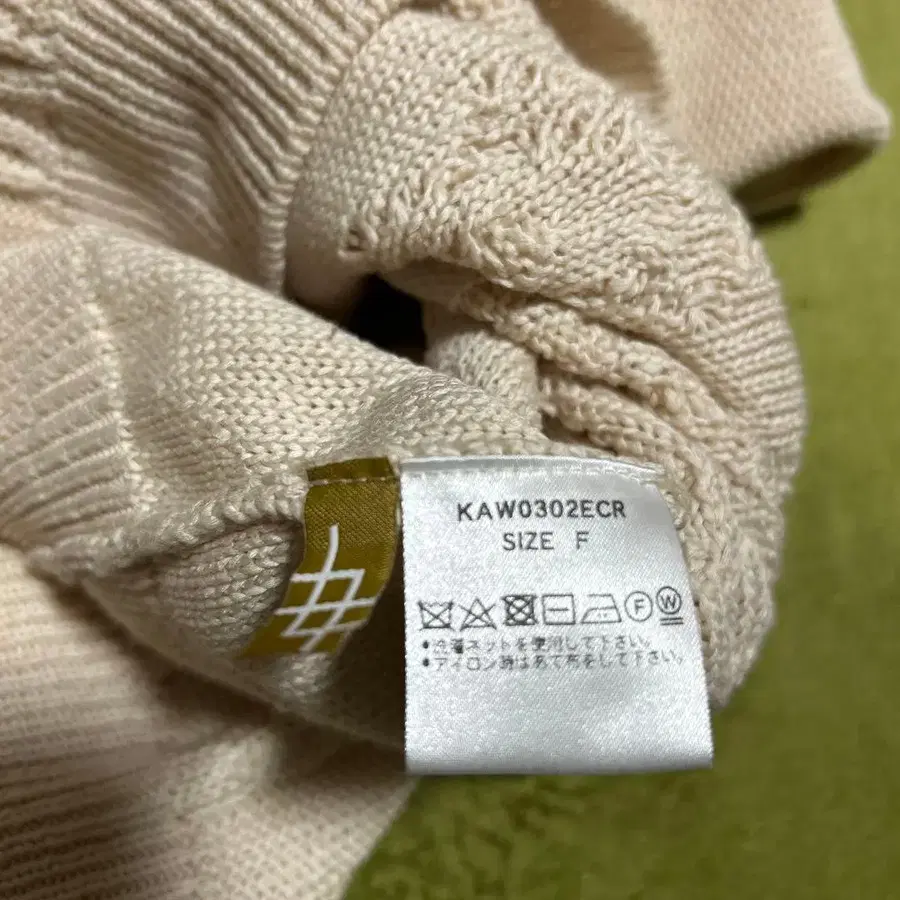 KAW0302ECR
SIZE F
F W
•洗濯ネットを使用して下さい。
•アイロン時はあて布をして下さい。